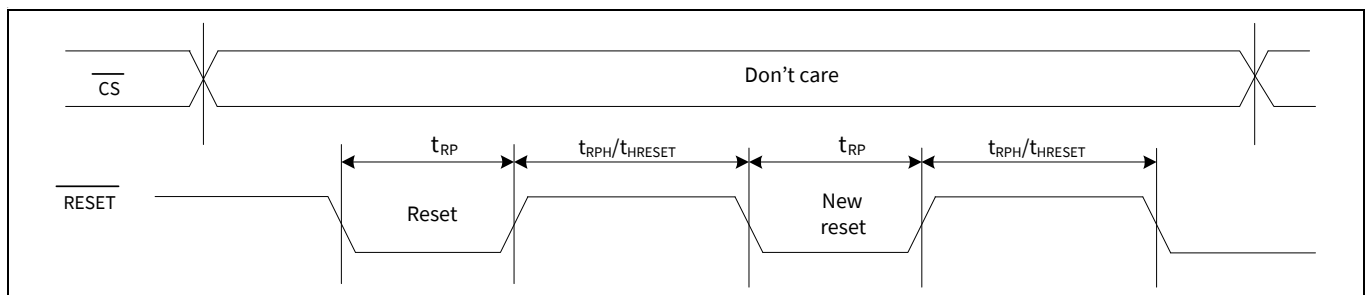 CS
Don't care
tRP
tRPH/tHRESET
tRP
tRPH/tHRESET
RESET
Reset
New
reset